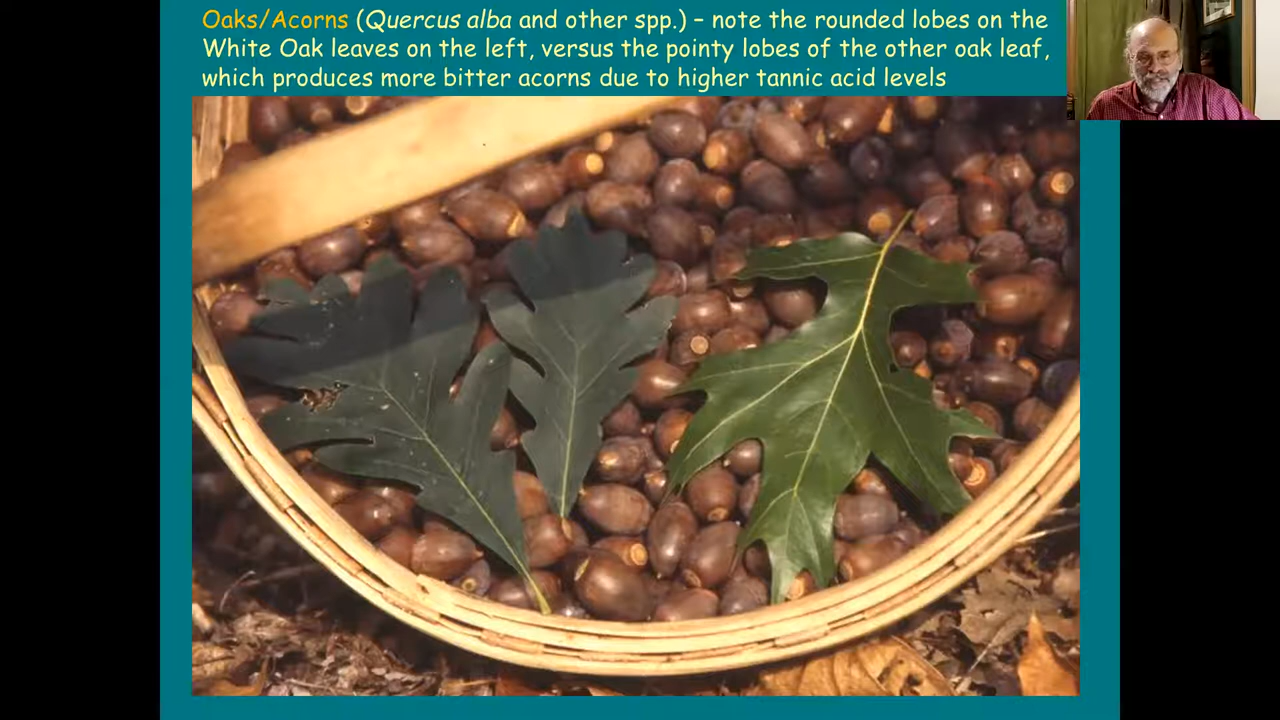 Oaks/Acorns (Quercus alba and other spp.) – note the rounded lobes on the
White Oak leaves on the left, versus the pointy lobes of the other oak leaf,
which produces more bitter acorns due to higher tannic acid levels